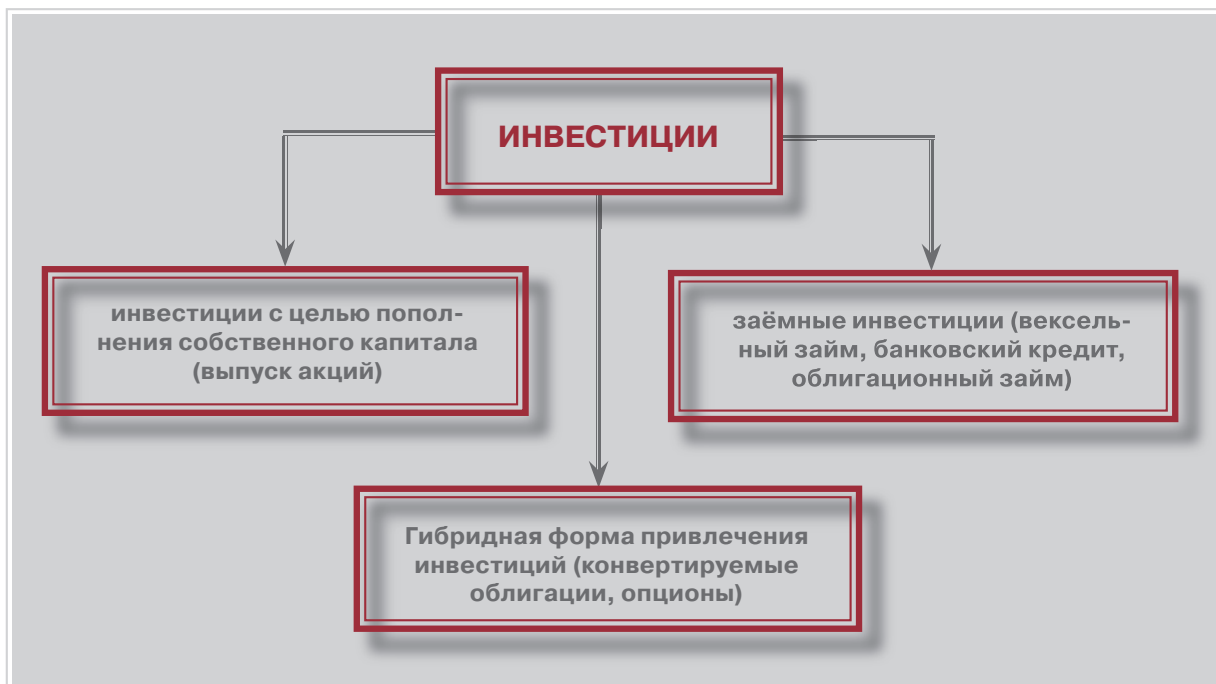 ИНВЕСТИЦИИ
инвестиции с целью попол-
нения собственного капитала
(выпуск акций)
заёмные инвестиции (вексель-
ный займ, банковский кредит,
облигационный займ)
Гибридная форма привлечения
инвестиций (конвертируемые
облигации, опционы)